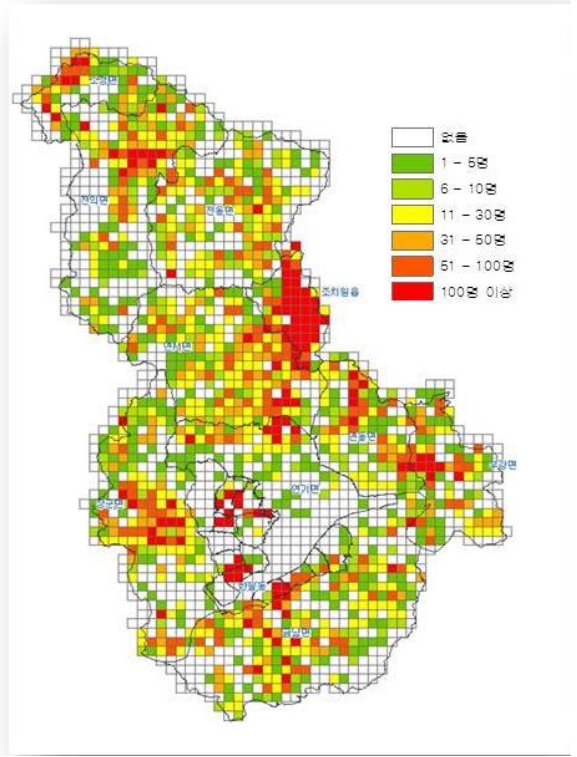 없음
1 - 5명
6 - 10명
11 - 30명
31 - 50명
51 - 100명
100명 이상
소정면
전의면
전동면
조치원읍
연서면
연동면
부강면
연기면
장군면
한솔동
금남면